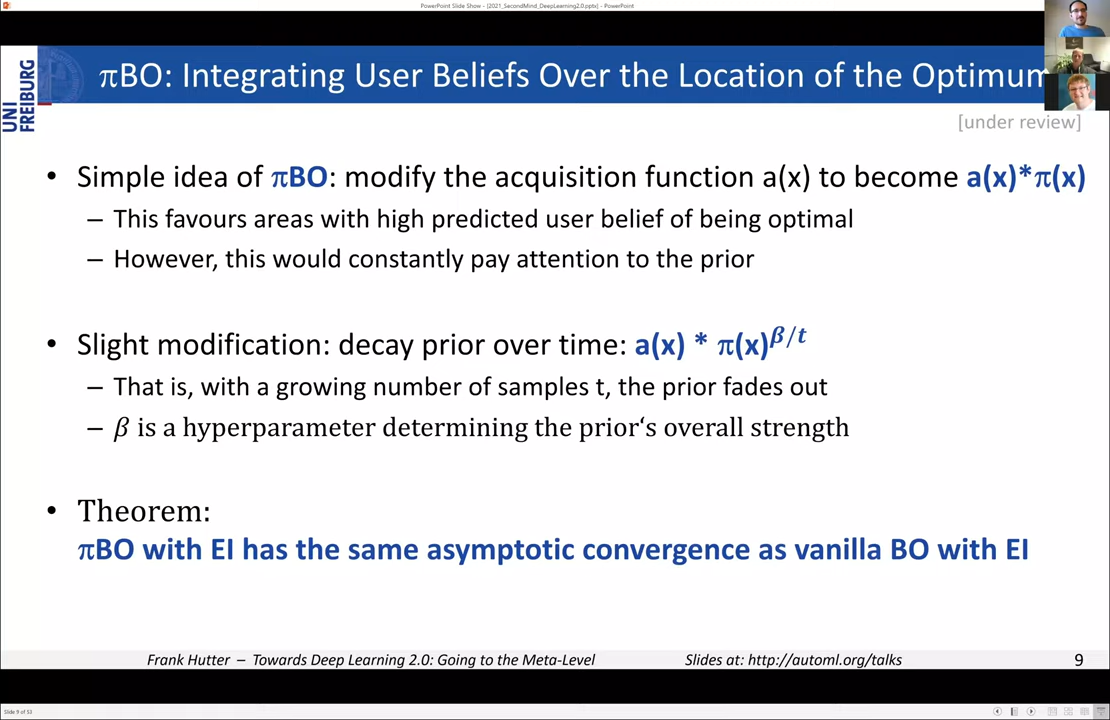 PowerPoint Slide Show - [2021_SecondMind_DeepLearning2.0.pptx] - PowerPoint
UNI
FREIBURG
πBO: Integrating User Beliefs Over the Location of the Optimum
[under review]
• Simple idea of πBO: modify the acquisition function a(x) to become a(x)*π(x)
– This favours areas with high predicted user belief of being optimal
– However, this would constantly pay attention to the prior
• Slight modification: decay prior over time: a(x) * π(x)^β/t
– That is, with a growing number of samples t, the prior fades out
– β is a hyperparameter determining the prior‘s overall strength
• Theorem:
πBO with EI has the same asymptotic convergence as vanilla BO with EI
Frank Hutter – Towards Deep Learning 2.0: Going to the Meta-Level Slides at: http://automl.org/talks 9
Slide 9 of 53